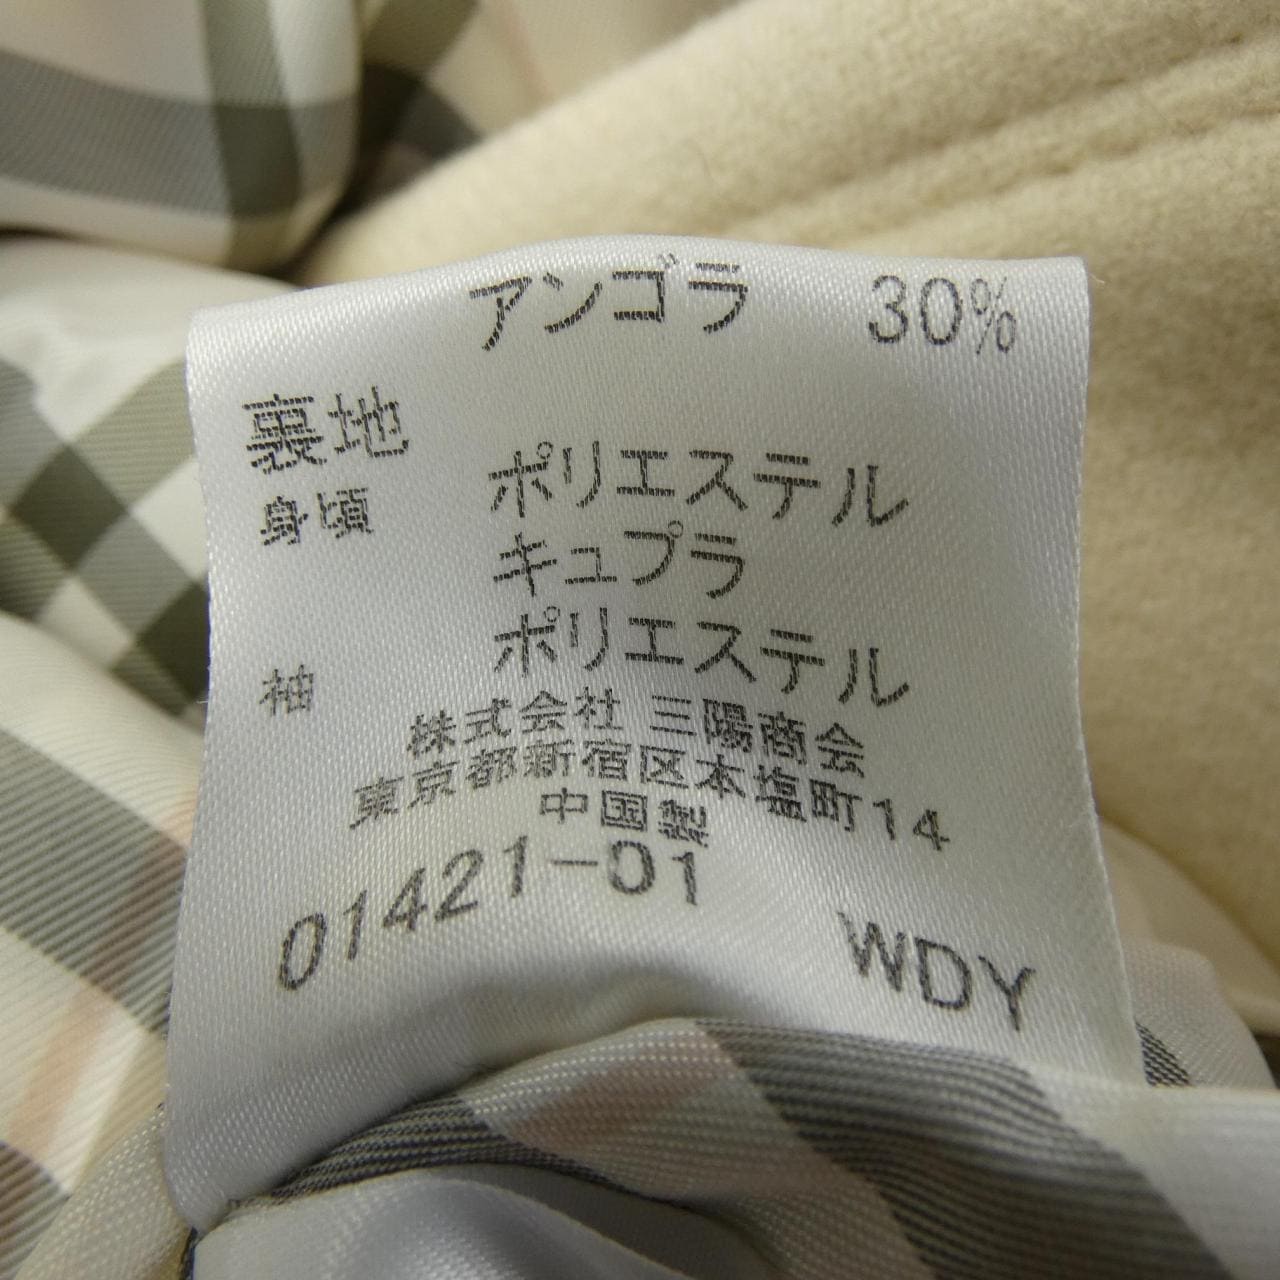 アンゴラ 30%
裏地
身頃 ポリエステル
キュプラ
袖 ポリエステル
株式会社 三陽商会
東京都新宿区本塩町14
中国製
01421-01
WDY